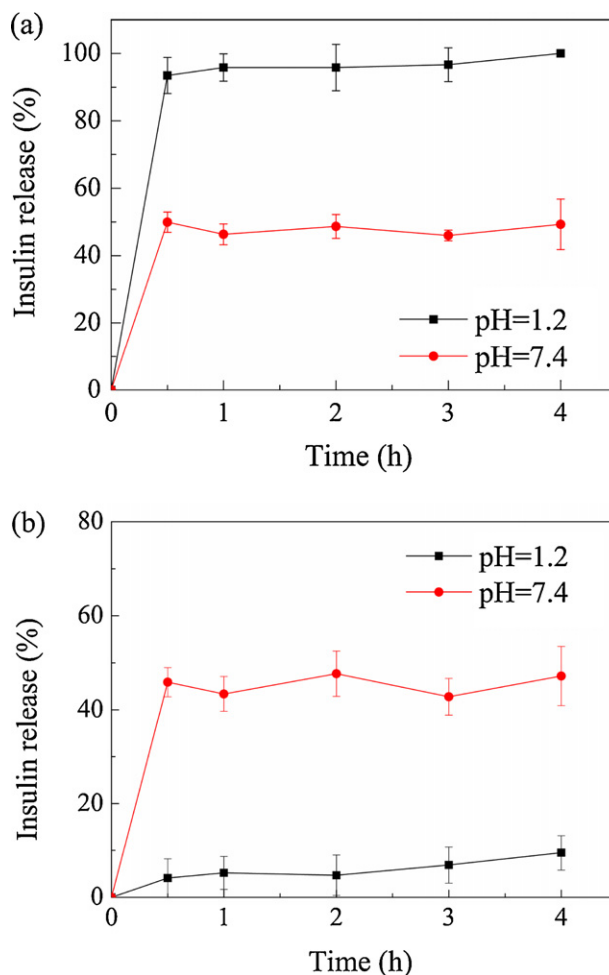 (a)
100
80
60
40
20
0
Insulin release (%)
pH=1.2
pH=7.4
0 1 2 3 4
Time (h)
(b)
80
60
40
20
0
Insulin release (%)
pH=1.2
pH=7.4
0 1 2 3 4
Time (h)